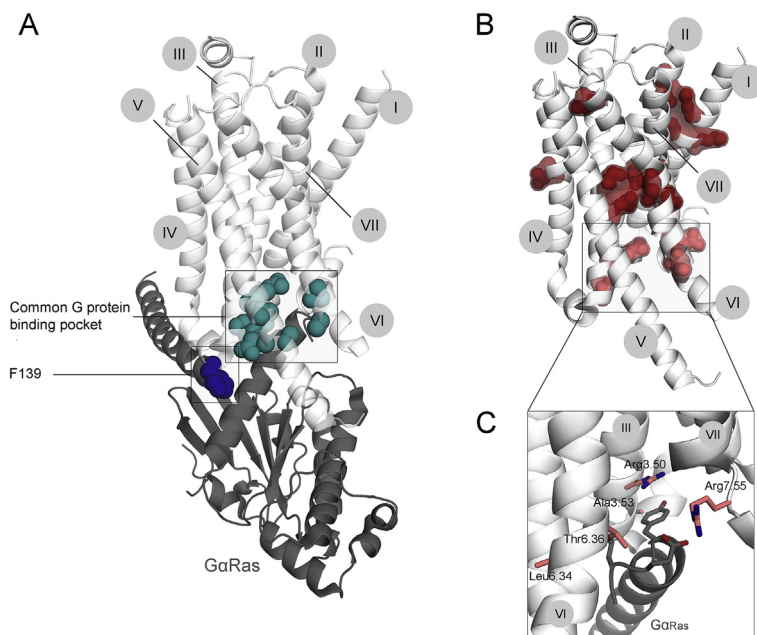 A
III
II
V
I
IV
VII
VI
Common G protein
binding pocket
F139
GαRas
B
III
II
I
VII
IV
VI
V
C
III
VII
Arg3.50
Arg7.55
Ala3.53
Thr6.36
Leu6.34
VI
GαRas